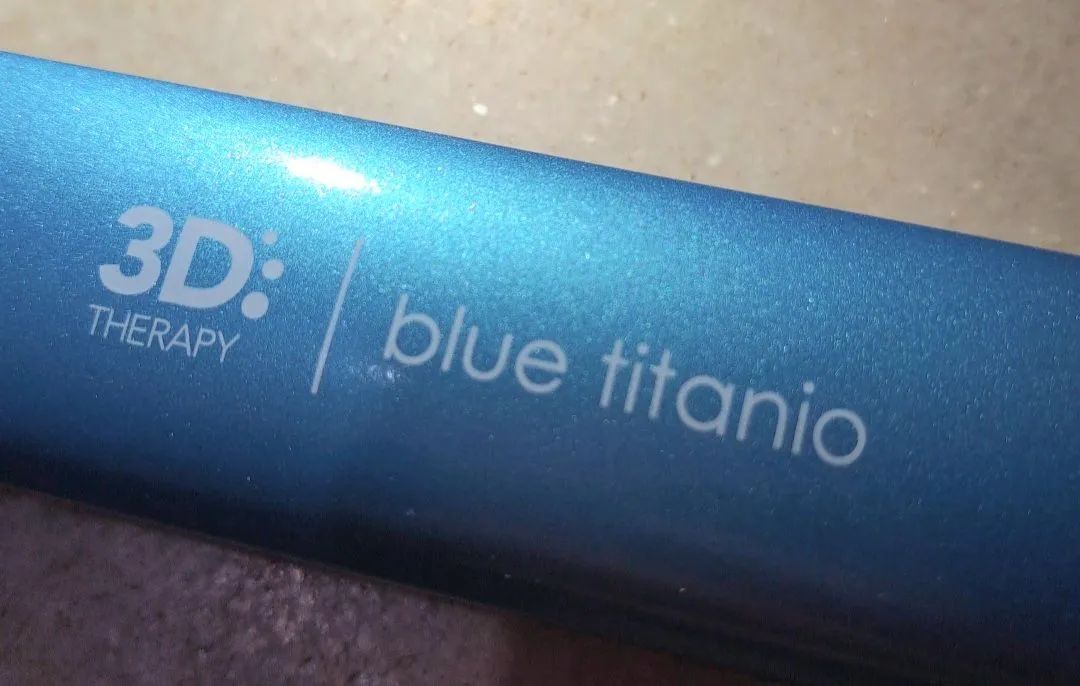 3D:
THERAPY
blue titanio